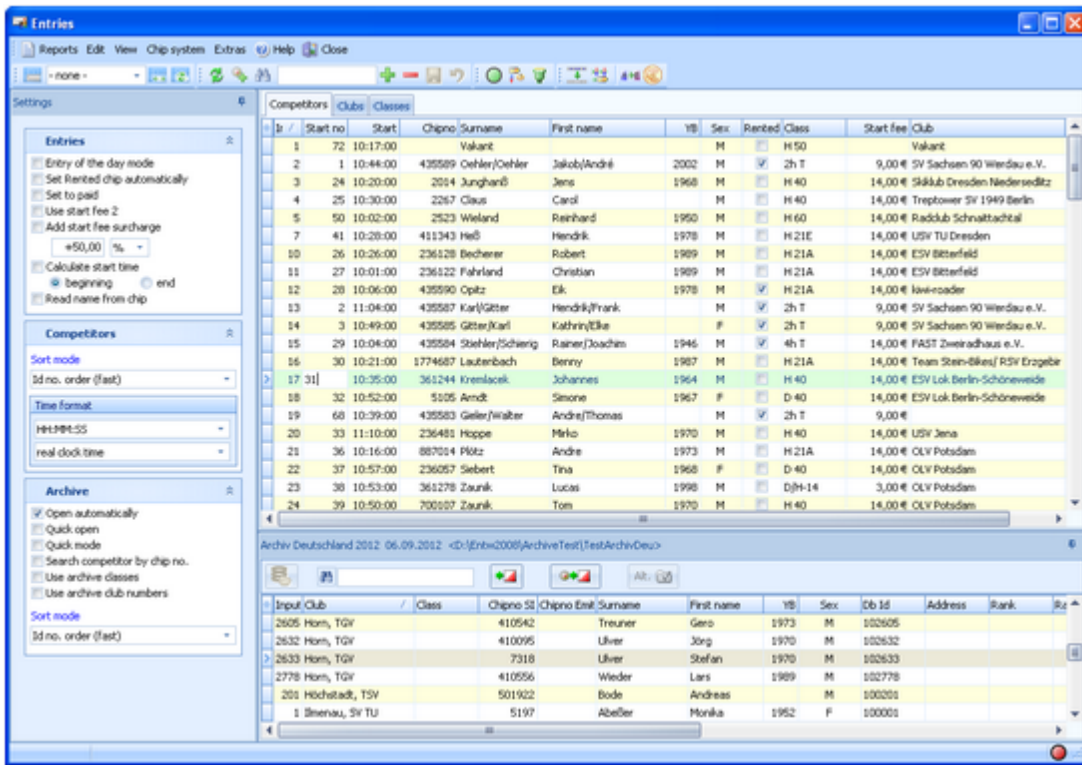 Entries
Reports Edit View Chip system Extras Help Close
- none -
Settings
Entries
Entry of the day mode
Set Rented chip automatically
Set to paid
Use start fee 2
Add start fee surcharge
+50,00 %
Calculate start time
beginning end
Read name from chip
Competitors
Sort mode
Id no. order (fast)
Time format
HH:MM:SS
real clock time
Archive
Open automatically
Quick open
Quick mode
Search competitor by chip no.
Use archive classes
Use archive club numbers
Sort mode
Id no. order (fast)
Competitors Clubs Classes
Start no Start Chipno Surname First name YB Sex Rented Class Start fee Club
1 72 10:17:00 Vakant M H 50 Vakant
2 1 10:44:00 435589 Oehler/Oehler Jakob/André 2002 M 2h T 9,00 € SV Sachsen 90 Werdau e.V.
3 24 10:20:00 2014 Junghanß Jens 1968 M H 40 14,00 € Skiklub Dresden Niedersedlitz
4 25 10:30:00 2267 Claus Carol M H 40 14,00 € Treptower SV 1949 Berlin
5 50 10:02:00 2523 Wieland Reinhard 1950 M H 60 14,00 € Radclub Schnaittachtal
7 41 10:28:00 411343 Heß Hendrik 1978 M H 21E 14,00 € USV TU Dresden
10 26 10:26:00 236128 Becherer Robert 1989 M H 21A 14,00 € ESV Bitterfeld
11 27 10:01:00 236122 Fahrland Christian 1989 M H 21A 14,00 € ESV Bitterfeld
12 28 10:06:00 435590 Opitz Eik 1978 M H 21A 14,00 € kiwi-roader
13 2 11:04:00 435587 Karl/Gitter Hendrik/Frank M 2h T 9,00 € SV Sachsen 90 Werdau e.V.
14 3 10:49:00 435585 Gitter/Karl Kathrin/Elke F 2h T 9,00 € SV Sachsen 90 Werdau e.V.
15 29 10:04:00 435584 Stiehler/Schierig Rainer/Joachim 1946 M 4h T 14,00 € FAST Zweiradhaus e.V.
16 30 10:21:00 1774687 Lautenbach Benny 1987 M H 21A 14,00 € Team Stein-Bikes/ RSV Erzgebir
17 31 10:35:00 361244 Kremlacek Johannes 1964 M H 40 14,00 € ESV Lok Berlin-Schöneweide
18 32 10:52:00 5105 Arndt Simone 1967 F D 40 14,00 € ESV Lok Berlin-Schöneweide
19 68 10:39:00 435583 Gieler/Walter Andre/Thomas M 2h T 9,00 €
20 33 11:10:00 236481 Hoppe Mirko 1970 M H 40 14,00 € USV Jena
21 36 10:16:00 887014 Plötz Andre 1973 M H 21A 14,00 € OLV Potsdam
22 37 10:57:00 236057 Siebert Tina 1968 F D 40 14,00 € OLV Potsdam
23 38 10:53:00 361278 Zaunik Lucas 1998 M D/H-14 3,00 € OLV Potsdam
24 39 10:50:00 700107 Zaunik Tom 1970 M H 40 14,00 € OLV Potsdam
Archiv Deutschland 2012 06.09.2012 <D:\Entw2008\ArchiveTest\TestArchivDeu>
Alt.
Input Club Class Chipno SI Chipno Emit Surname First name YB Sex Db Id Address Rank
2605 Horn, TGV 410542 Treuner Gero 1973 M 102605
2632 Horn, TGV 410095 Ulver Jörg 1970 M 102632
2633 Horn, TGV 7318 Ulver Stefan 1970 M 102633
2778 Horn, TGV 410556 Wieder Lars 1989 M 102778
201 Höchstadt, TSV 501922 Bode Andreas M 100201
1 Ilmenau, SV TU 5197 Abeßer Monika 1952 F 100001